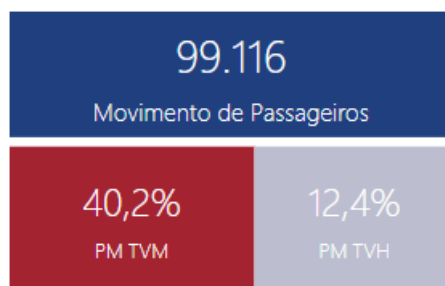 99.116
Movimento de Passageiros
40,2%
12,4%
PM TVM
PM TVH